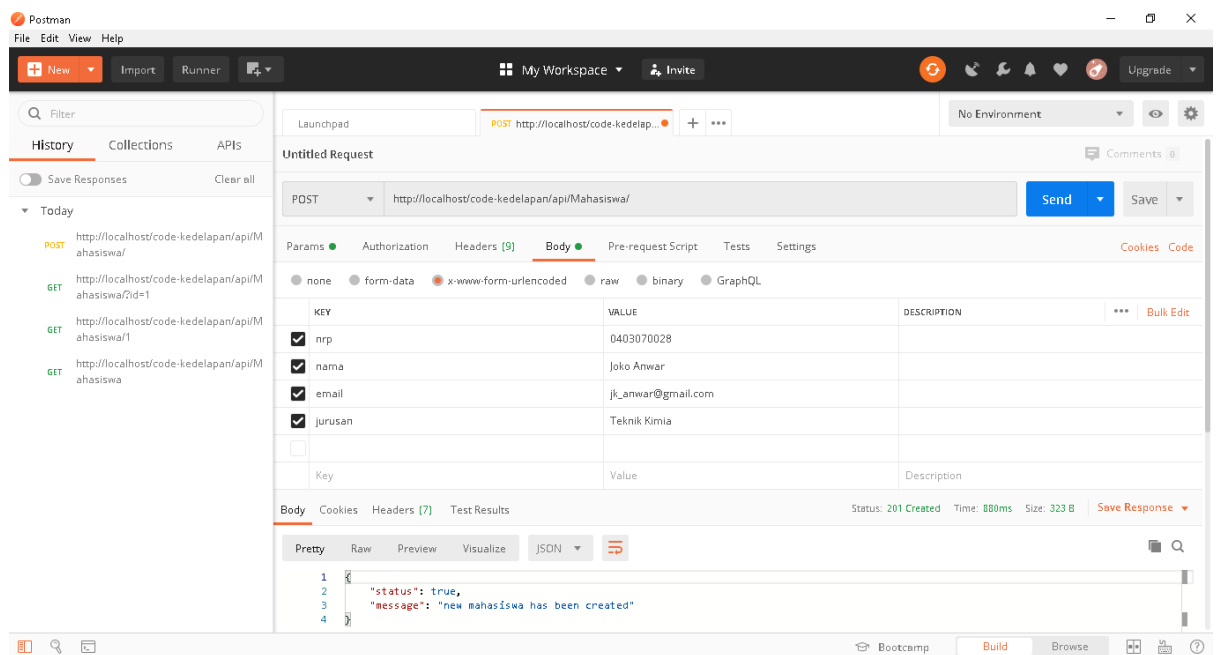 Postman
File Edit View Help
New Import Runner My Workspace Invite Upgrade
Filter
History Collections APIs
Save Responses Clear all
Today
POST http://localhost/code-kedelapan/api/M
ahasiswa/
GET http://localhost/code-kedelapan/api/M
ahasiswa/?id=1
GET http://localhost/code-kedelapan/api/M
ahasiswa/1
GET http://localhost/code-kedelapan/api/M
ahasiswa
Launchpad POST http://localhost/code-kedelap... + ••• No Environment
Untitled Request Comments 0
POST http://localhost/code-kedelapan/api/Mahasiswa/ Send Save
Params Authorization Headers (9) Body Pre-request Script Tests Settings Cookies Code
none form-data x-www-form-urlencoded raw binary GraphQL
KEY VALUE DESCRIPTION ••• Bulk Edit
nrp 0403070028
nama Joko Anwar
email jk_anwar@gmail.com
jurusan Teknik Kimia
Key Value Description
Body Cookies Headers (7) Test Results Status: 201 Created Time: 880ms Size: 323 B Save Response
Pretty Raw Preview Visualize JSON
1 {
2 "status": true,
3 "message": "new mahasiswa has been created"
4 }
Bootcamp Build Browse